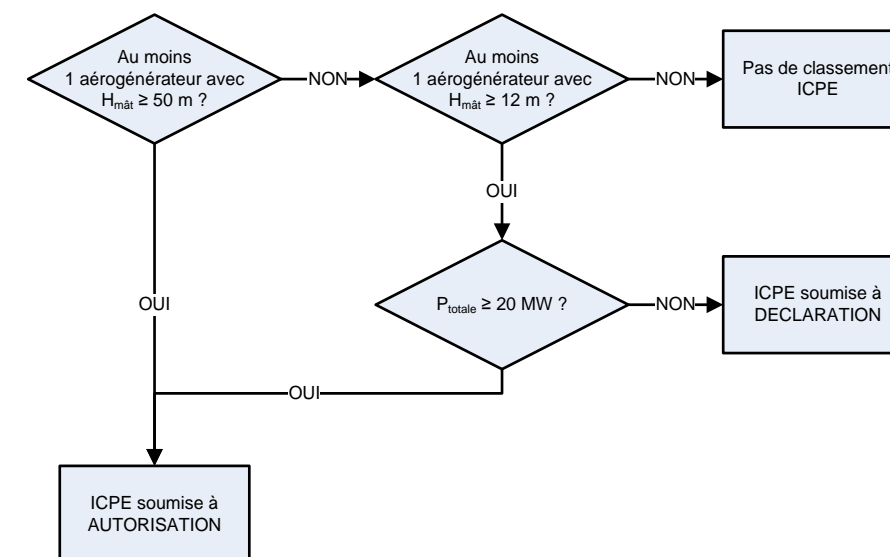 Au moins
1 aérogénérateur avec
Hmât ≥ 50 m ?
NON
Au moins
1 aérogénérateur avec
Hmât ≥ 12 m ?
NON
Pas de classement
ICPE
OUI
OUI
Ptotale ≥ 20 MW ?
NON
ICPE soumise à
DECLARATION
OUI
ICPE soumise à
AUTORISATION